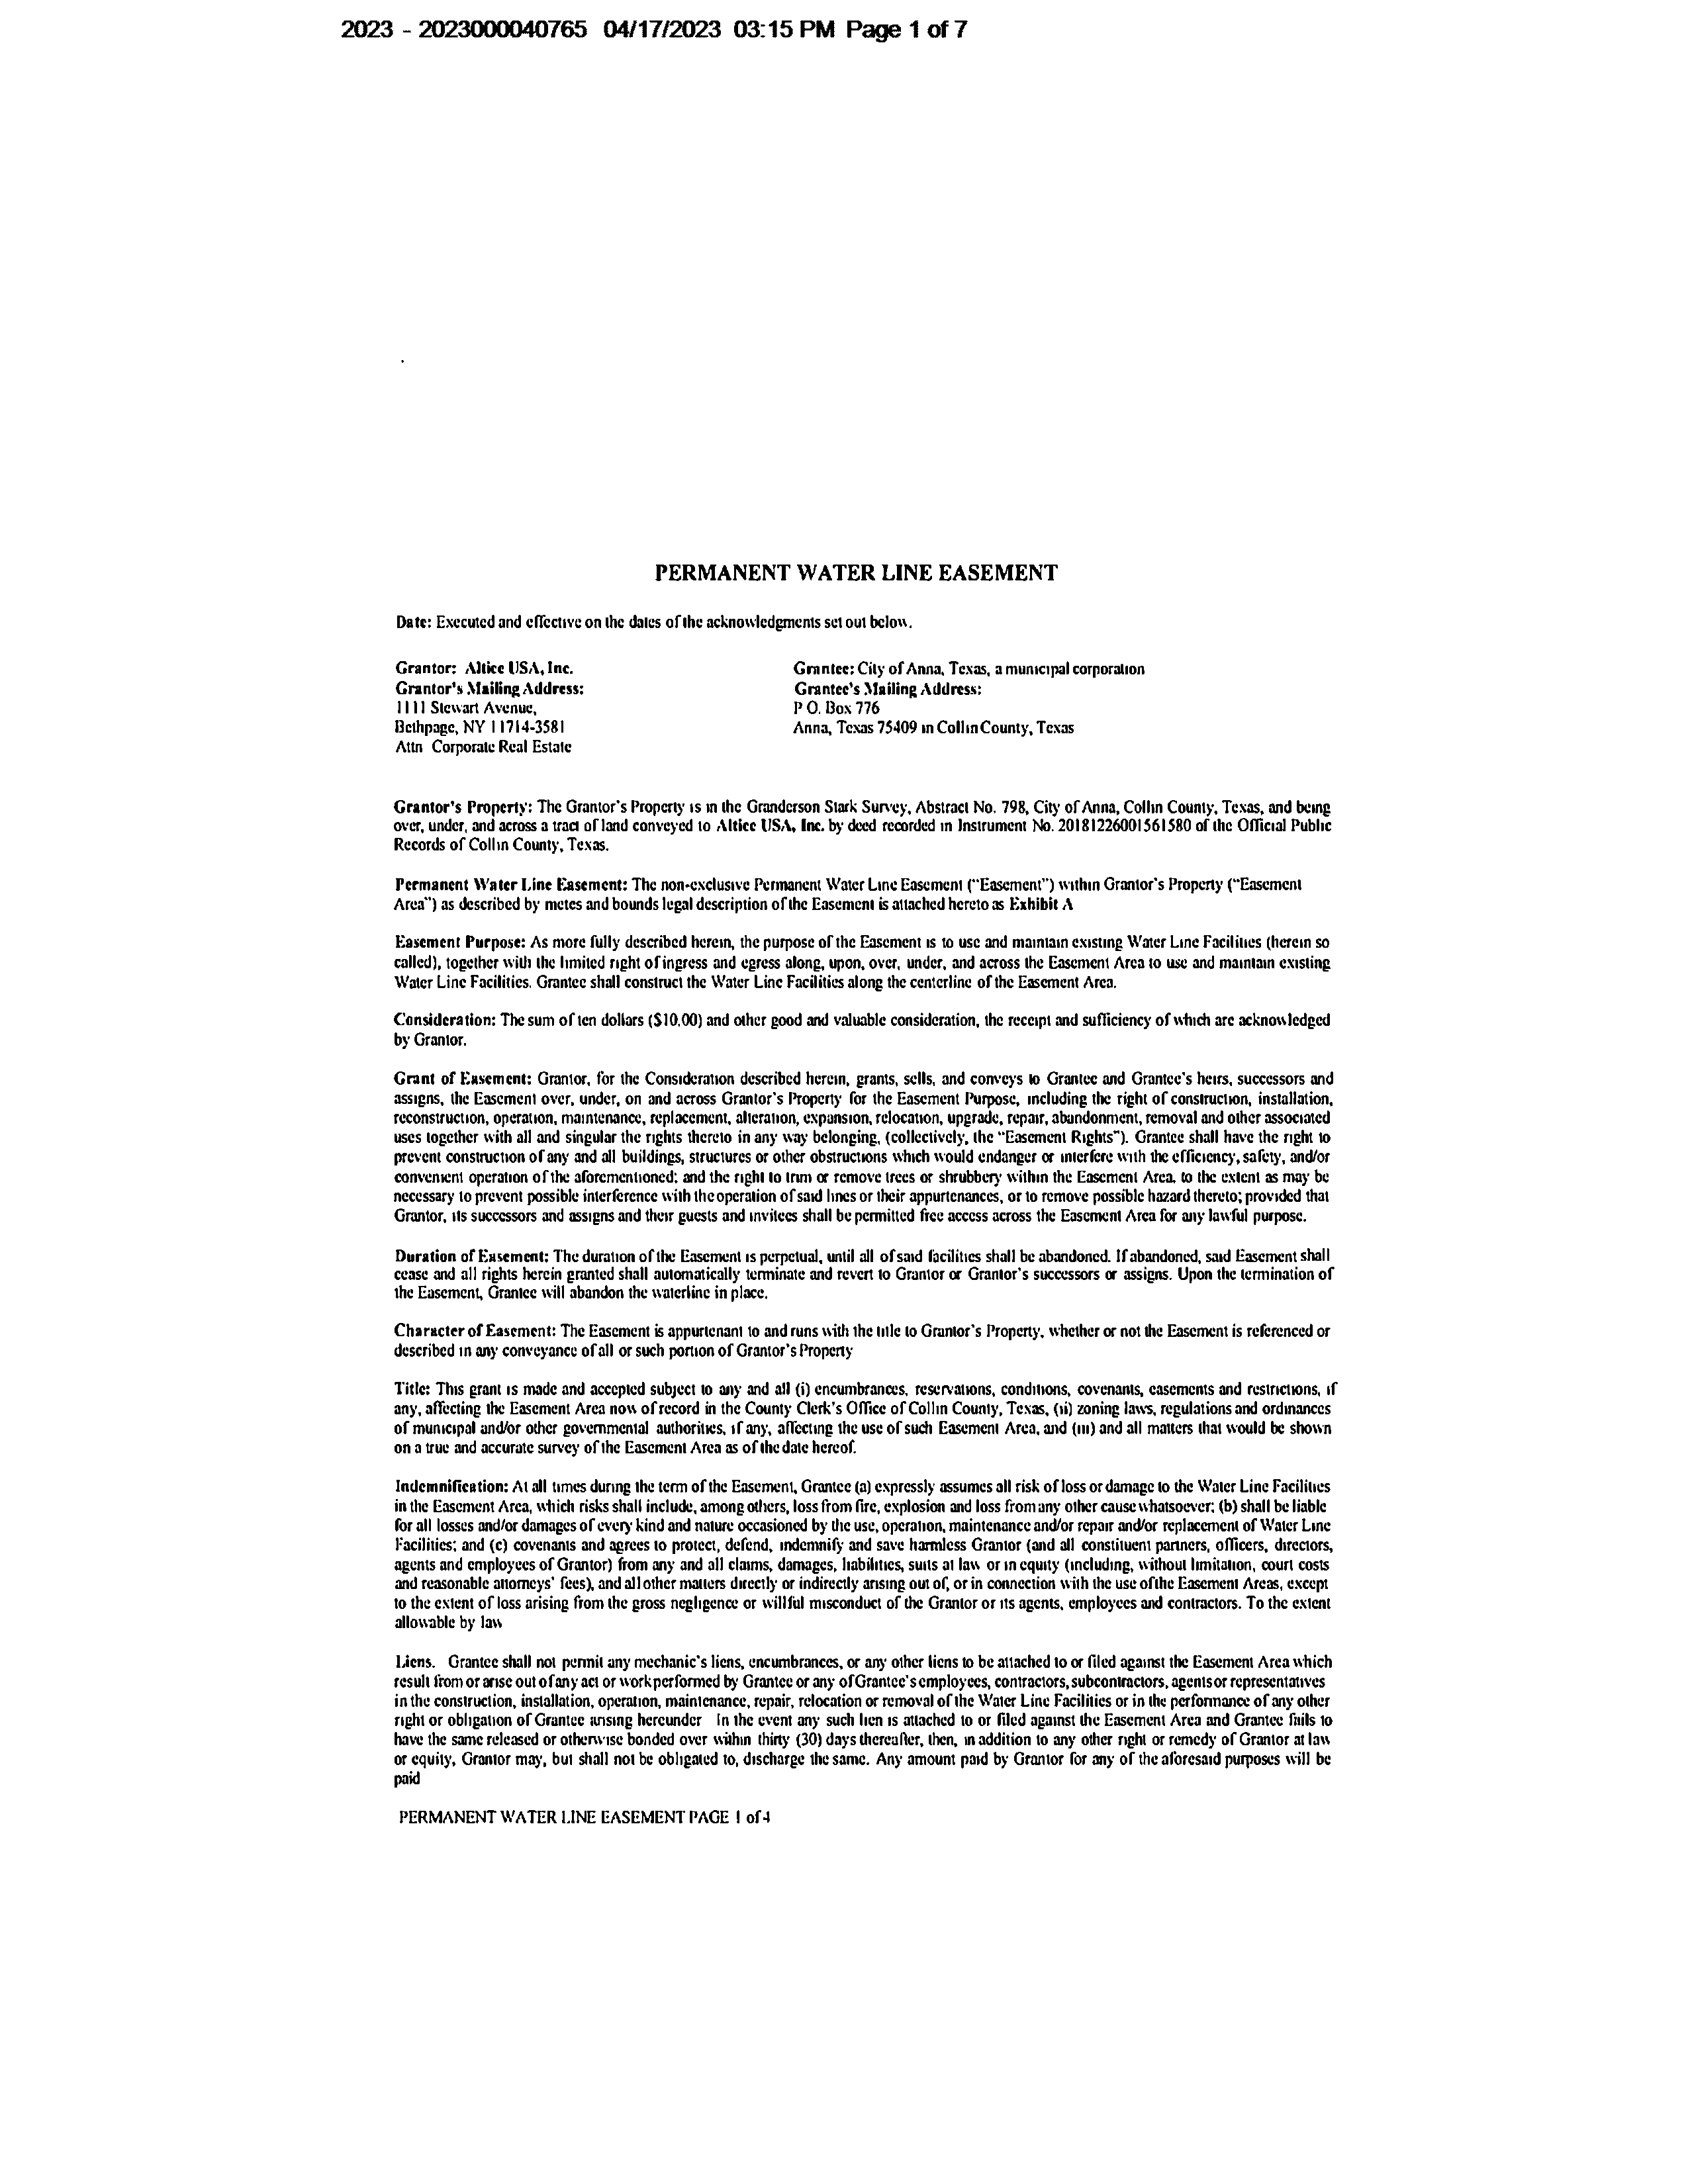 2023 - 2023000040765 04/17/2023 03:15 PM Page 1 of 7
PERMANENT WATER LINE EASEMENT
Date: Executed and effective on the dates of the acknowledgments set out below.
Grantor: Altice USA, Inc.
Grantor's Mailing Address:
1111 Stewart Avenue,
Bethpage, NY 11714-3581
Attn Corporate Real Estate
Grantee: City of Anna, Texas, a municipal corporation
Grantee's Mailing Address:
P O. Box 776
Anna, Texas 75409 in Collin County, Texas
Grantor's Property: The Grantor's Property is in the Granderson Stark Survey, Abstract No. 798, City of Anna, Collin County, Texas, and being
over, under, and across a tract of land conveyed to Altice USA, Inc. by deed recorded in Instrument No. 20181226001561580 of the Official Public
Records of Collin County, Texas.
Permanent Water Line Easement: The non-exclusive Permanent Water Line Easement ("Easement") within Grantor's Property ("Easement
Area") as described by metes and bounds legal description of the Easement is attached hereto as Exhibit A
Easement Purpose: As more fully described herein, the purpose of the Easement is to use and maintain existing Water Line Facilities (herein so
called), together with the limited right of ingress and egress along, upon, over, under, and across the Easement Area to use and maintain existing
Water Line Facilities. Grantee shall construct the Water Line Facilities along the centerline of the Easement Area.
Consideration: The sum of ten dollars ($10.00) and other good and valuable consideration, the receipt and sufficiency of which are acknowledged
by Grantor.
Grant of Easement: Grantor, for the Consideration described herein, grants, sells, and conveys to Grantee and Grantee's heirs, successors and
assigns, the Easement over, under, on and across Grantor's Property for the Easement Purpose, including the right of construction, installation,
reconstruction, operation, maintenance, replacement, alteration, expansion, relocation, upgrade, repair, abandonment, removal and other associated
uses together with all and singular the rights thereto in any way belonging, (collectively, the "Easement Rights"). Grantee shall have the right to
prevent construction of any and all buildings, structures or other obstructions which would endanger or interfere with the efficiency, safety, and/or
convenient operation of the aforementioned; and the right to trim or remove trees or shrubbery within the Easement Area, to the extent as may be
necessary to prevent possible interference with the operation of said lines or their appurtenances, or to remove possible hazard thereto; provided that
Grantor, its successors and assigns and their guests and invitees shall be permitted free access across the Easement Area for any lawful purpose.
Duration of Easement: The duration of the Easement is perpetual, until all of said facilities shall be abandoned. If abandoned, said Easement shall
cease and all rights herein granted shall automatically terminate and revert to Grantor or Grantor's successors or assigns. Upon the termination of
the Easement, Grantee will abandon the waterline in place.
Character of Easement: The Easement is appurtenant to and runs with the title to Grantor's Property, whether or not the Easement is referenced or
described in any conveyance of all or such portion of Grantor's Property
Title: This grant is made and accepted subject to any and all (i) encumbrances, reservations, conditions, covenants, easements and restrictions, if
any, affecting the Easement Area now of record in the County Clerk's Office of Collin County, Texas, (ii) zoning laws, regulations and ordinances
of municipal and/or other governmental authorities, if any, affecting the use of such Easement Area, and (iii) and all matters that would be shown
on a true and accurate survey of the Easement Area as of the date hereof.
Indemnification: At all times during the term of the Easement, Grantee (a) expressly assumes all risk of loss or damage to the Water Line Facilities
in the Easement Area, which risks shall include, among others, loss from fire, explosion and loss from any other cause whatsoever; (b) shall be liable
for all losses and/or damages of every kind and nature occasioned by the use, operation, maintenance and/or repair and/or replacement of Water Line
Facilities; and (c) covenants and agrees to protect, defend, indemnify and save harmless Grantor (and all constituent partners, officers, directors,
agents and employees of Grantor) from any and all claims, damages, liabilities, suits at law or in equity (including, without limitation, court costs
and reasonable attorneys' fees), and all other matters directly or indirectly arising out of, or in connection with the use of the Easement Areas, except
to the extent of loss arising from the gross negligence or willful misconduct of the Grantor or its agents, employees and contractors. To the extent
allowable by law
Liens. Grantee shall not permit any mechanic's liens, encumbrances, or any other liens to be attached to or filed against the Easement Area which
result from or arise out of any act or work performed by Grantee or any of Grantee's employees, contractors, subcontractors, agents or representatives
in the construction, installation, operation, maintenance, repair, relocation or removal of the Water Line Facilities or in the performance of any other
right or obligation of Grantee arising hereunder In the event any such lien is attached to or filed against the Easement Area and Grantee fails to
have the same released or otherwise bonded over within thirty (30) days thereafter, then, in addition to any other right or remedy of Grantor at law
or equity, Grantor may, but shall not be obligated to, discharge the same. Any amount paid by Grantor for any of the aforesaid purposes will be
paid
PERMANENT WATER LINE EASEMENT PAGE 1 of 4